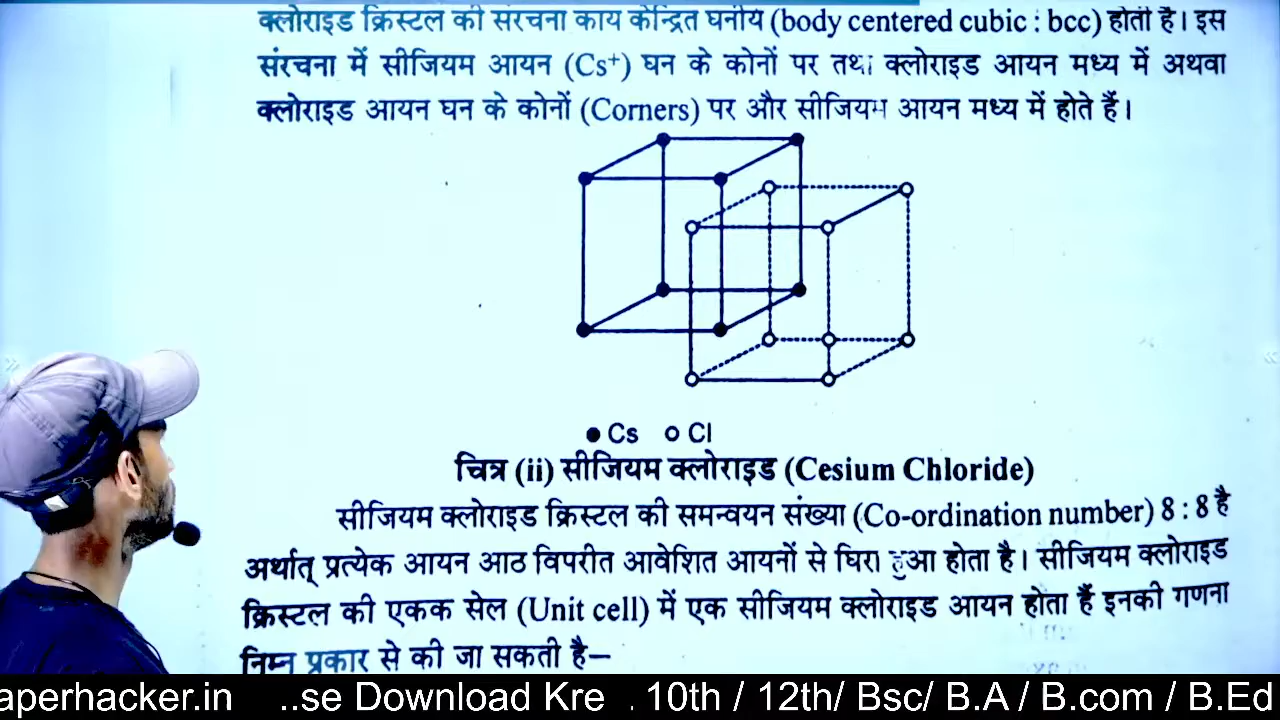 क्लोराइड क्रिस्टल की संरचना काय केन्द्रित घनीय (body centered cubic : bcc) होती है। इस
संरचना में सीजियम आयन (Cs⁺) घन के कोनों पर तथा क्लोराइड आयन मध्य में अथवा
क्लोराइड आयन घन के कोनों (Corners) पर और सीजियम आयन मध्य में होते हैं।
Cs Cl
चित्र (ii) सीजियम क्लोराइड (Cesium Chloride)
सीजियम क्लोराइड क्रिस्टल की समन्वयन संख्या (Co-ordination number) 8 : 8 है
अर्थात् प्रत्येक आयन आठ विपरीत आवेशित आयनों से घिरा हुआ होता है। सीजियम क्लोराइड
क्रिस्टल की एकक सेल (Unit cell) में एक सीजियम क्लोराइड आयन होता हैं इनकी गणना
निम्न प्रकार से की जा सकती है–
aperhacker.in ..se Download Kre . 10th / 12th/ Bsc/ B.A / B.com / B.Ed